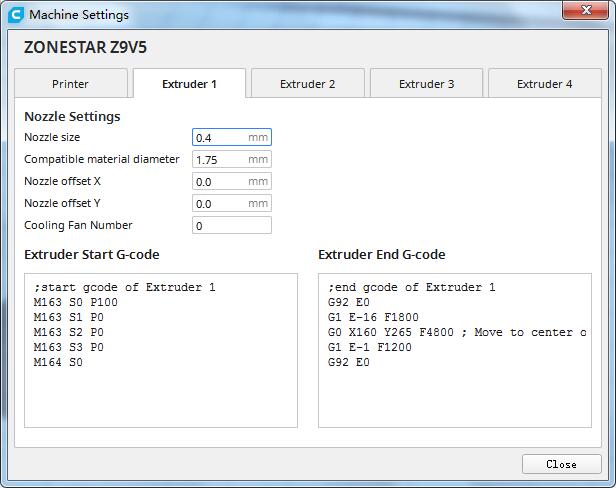 Machine Settings
ZONESTAR Z9V5
Printer
Extruder 1
Extruder 2
Extruder 3
Extruder 4
Nozzle Settings
Nozzle size 0.4 mm
Compatible material diameter 1.75 mm
Nozzle offset X 0.0 mm
Nozzle offset Y 0.0 mm
Cooling Fan Number 0
Extruder Start G-code
;start gcode of Extruder 1
M163 S0 P100
M163 S1 P0
M163 S2 P0
M163 S3 P0
M164 S0
Extruder End G-code
;end gcode of Extruder 1
G92 E0
G1 E-16 F1800
G0 X160 Y265 F4800 ; Move to center o
G1 E-1 F1200
G92 E0
Close